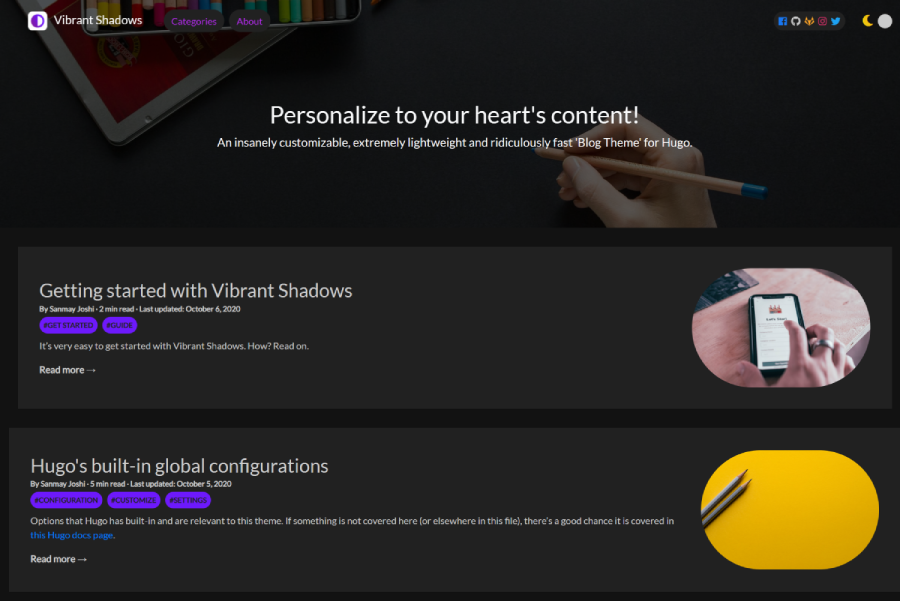 Vibrant Shadows
Categories
About
Personalize to your heart's content!
An insanely customizable, extremely lightweight and ridiculously fast 'Blog Theme' for Hugo.
Getting started with Vibrant Shadows
By Sanmay Joshi · 2 min read · Last updated: October 6, 2020
#GET STARTED #GUIDE
It's very easy to get started with Vibrant Shadows. How? Read on.
Read more →
Hugo's built-in global configurations
By Sanmay Joshi · 5 min read · Last updated: October 5, 2020
#CONFIGURATION #CUSTOMIZE #SETTINGS
Options that Hugo has built-in and are relevant to this theme. If something is not covered here (or elsewhere in this file), there's a good chance it is covered in
this Hugo docs page.
Read more →